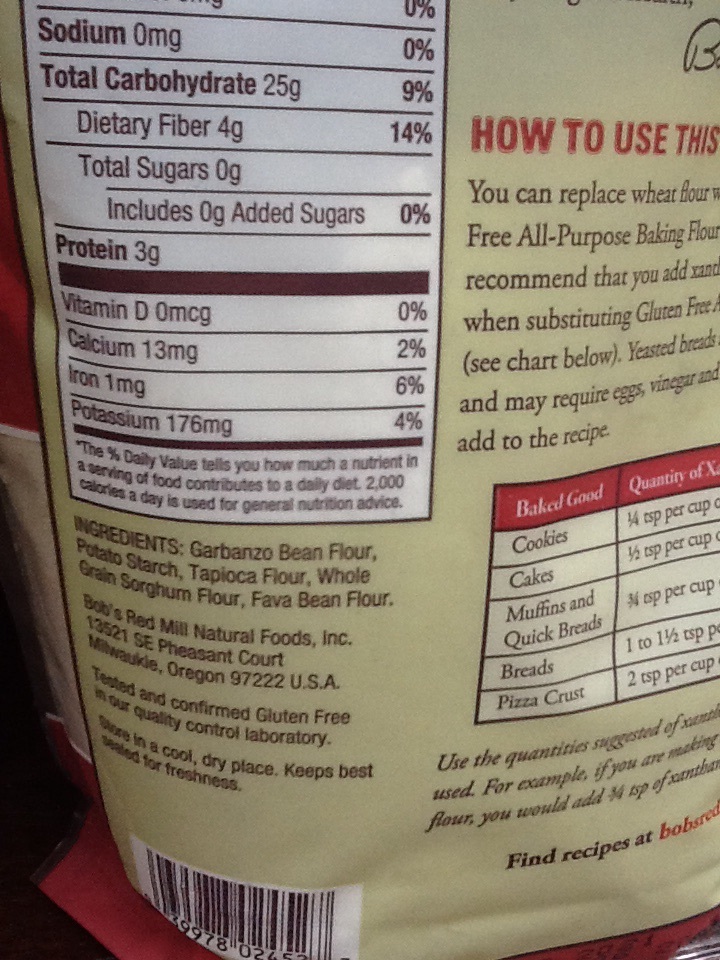 0%
Sodium 0mg 0%
Total Carbohydrate 25g 9%
Dietary Fiber 4g 14%
Total Sugars 0g
Includes 0g Added Sugars 0%
Protein 3g
Vitamin D 0mcg 0%
Calcium 13mg 2%
Iron 1mg 6%
Potassium 176mg 4%
*The % Daily Value tells you how much a nutrient in
a serving of food contributes to a daily diet. 2,000
calories a day is used for general nutrition advice.
INGREDIENTS: Garbanzo Bean Flour,
Potato Starch, Tapioca Flour, Whole
Grain Sorghum Flour, Fava Bean Flour.
Bob's Red Mill Natural Foods, Inc.
13521 SE Pheasant Court
Milwaukie, Oregon 97222 U.S.A.
Tested and confirmed Gluten Free
in our quality control laboratory.
Store in a cool, dry place. Keeps best
sealed for freshness.
HOW TO USE THIS
You can replace wheat flour
Free All-Purpose Baking Flour
recommend that you add
when substituting Gluten Free
(see chart below). Yeasted breads
and may require eggs, vinegar and
add to the recipe.
Baked Good Quantity of
Cookies ¼ tsp per cup
Cakes ½ tsp per cup
Muffins and
Quick Breads ¾ tsp per cup
Breads 1 to 1½ tsp
Pizza Crust 2 tsp per cup
Use the quantities suggested of
used. For example, if you are making
flour, you would add ¾ tsp of
Find recipes at